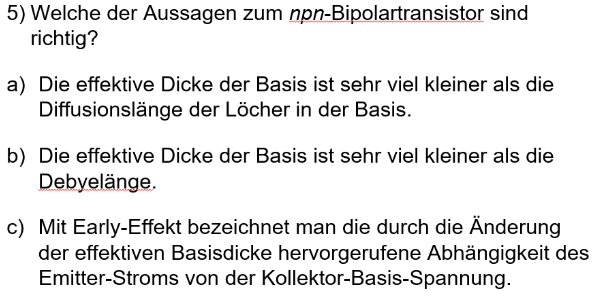 5) Welche der Aussagen zum npn-Bipolartransistor sind
richtig?
a) Die effektive Dicke der Basis ist sehr viel kleiner als die
Diffusionslänge der Löcher in der Basis.
b) Die effektive Dicke der Basis ist sehr viel kleiner als die
Debyelänge.
c) Mit Early-Effekt bezeichnet man die durch die Änderung
der effektiven Basisdicke hervorgerufene Abhängigkeit des
Emitter-Stroms von der Kollektor-Basis-Spannung.